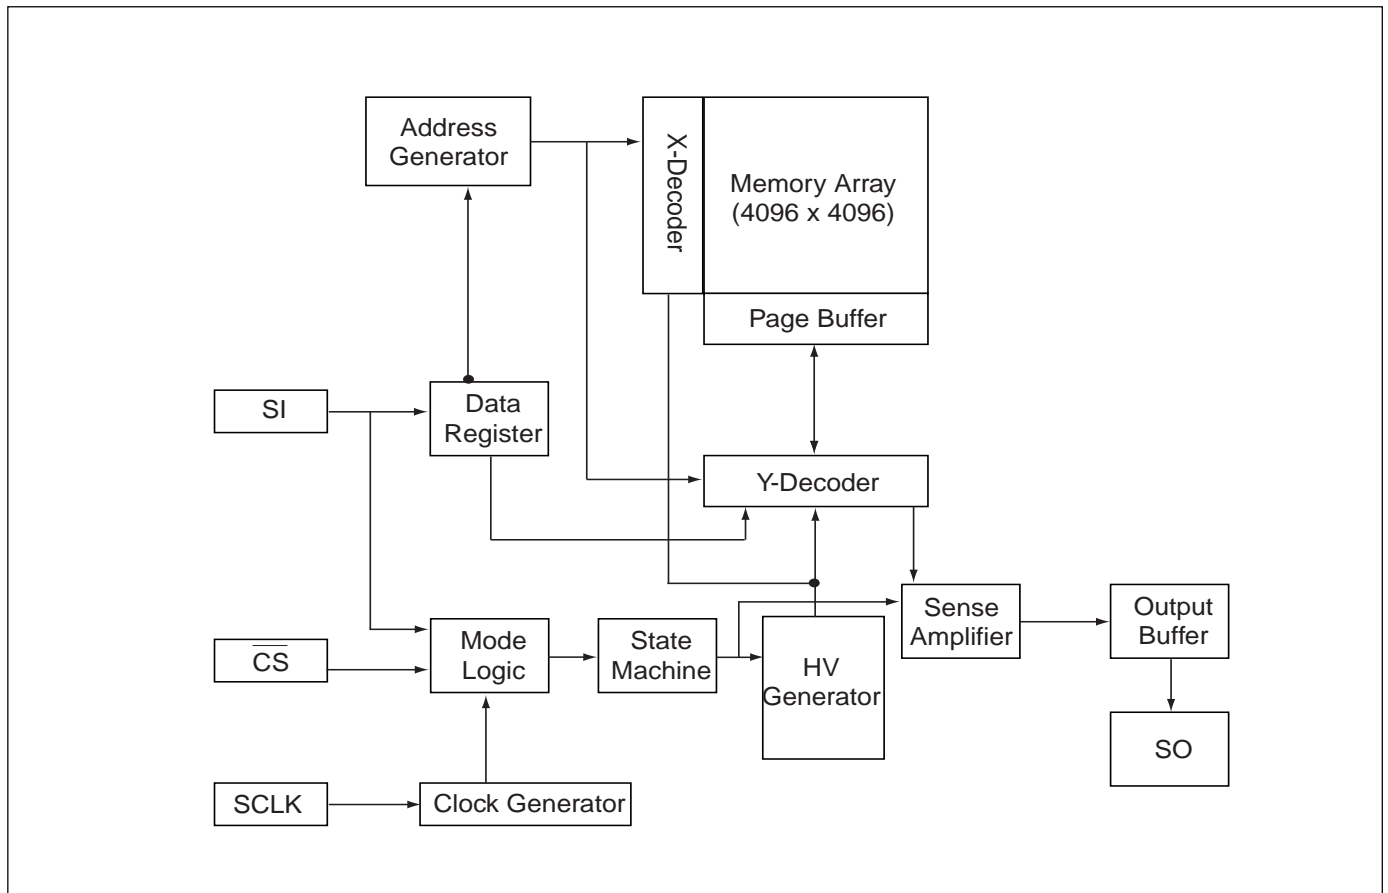 Address
Generator
X-Decoder
Memory Array
(4096 x 4096)
Page Buffer
SI
Data
Register
Y-Decoder
CS
Mode
Logic
State
Machine
HV
Generator
Sense
Amplifier
Output
Buffer
SO
SCLK
Clock Generator